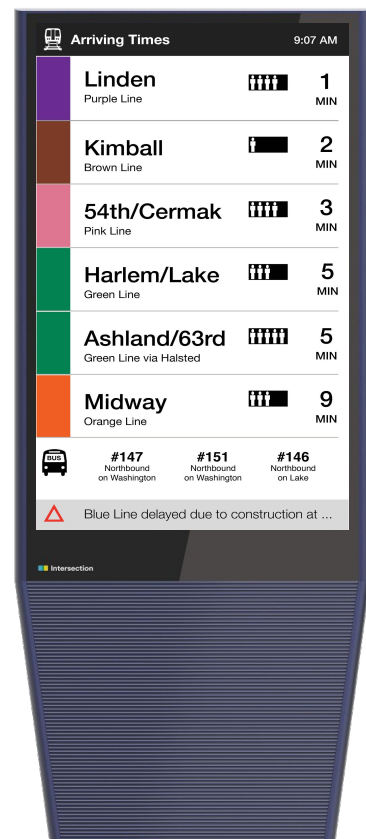 Arriving Times 9:07 AM
Linden 1
Purple Line MIN
Kimball 2
Brown Line MIN
54th/Cermak 3
Pink Line MIN
Harlem/Lake 5
Green Line MIN
Ashland/63rd 5
Green Line via Halsted MIN
Midway 9
Orange Line MIN
BUS
#147 #151 #146
Northbound Northbound Northbound
on Washington on Washington on Lake
Blue Line delayed due to construction at ...
Intersection